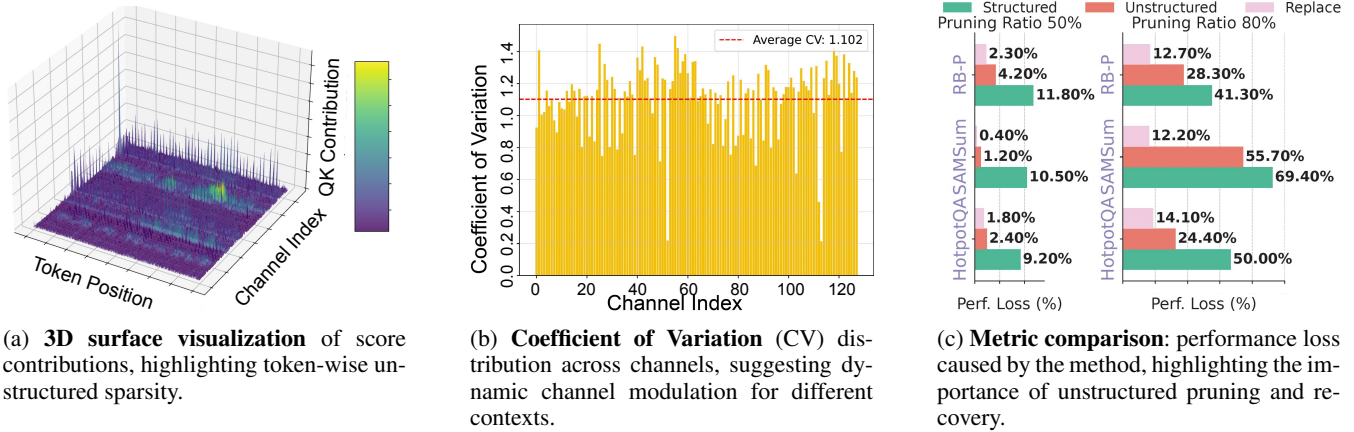 QK Contribution
Token Position
Channel Index
Coefficient of Variation
1.4
1.2
1.0
0.8
0.6
0.4
0.2
0.0
Average CV: 1.102
0 20 40 60 80 100 120
Channel Index
Structured Unstructured Replace
Pruning Ratio 50% Pruning Ratio 80%
RB-P
2.30%
4.20%
11.80%
SAMSum
0.40%
1.20%
10.50%
HotpotQA
1.80%
2.40%
9.20%
Perf. Loss (%)
RB-P
12.70%
28.30%
41.30%
SAMSum
12.20%
55.70%
69.40%
HotpotQA
14.10%
24.40%
50.00%
Perf. Loss (%)
(a) 3D surface visualization of score
contributions, highlighting token-wise un-
structured sparsity.
(b) Coefficient of Variation (CV) dis-
tribution across channels, suggesting dy-
namic channel modulation for different
contexts.
(c) Metric comparison: performance loss
caused by the method, highlighting the im-
portance of unstructured pruning and re-
covery.